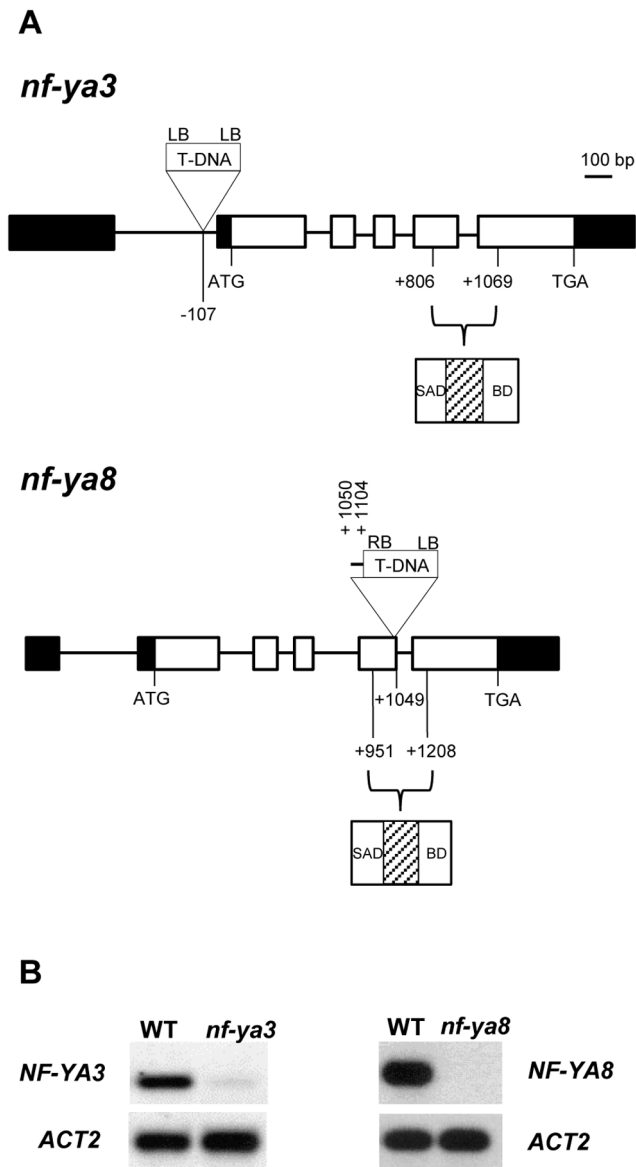 A
nf-ya3
LB LB
T-DNA
100 bp
ATG +806 +1069 TGA
-107
SAD BD
nf-ya8
+ 1050
+ 1104
RB LB
T-DNA
ATG +1049 TGA
+951 +1208
SAD BD
B
WT nf-ya3
NF-YA3
ACT2
WT nf-ya8
NF-YA8
ACT2